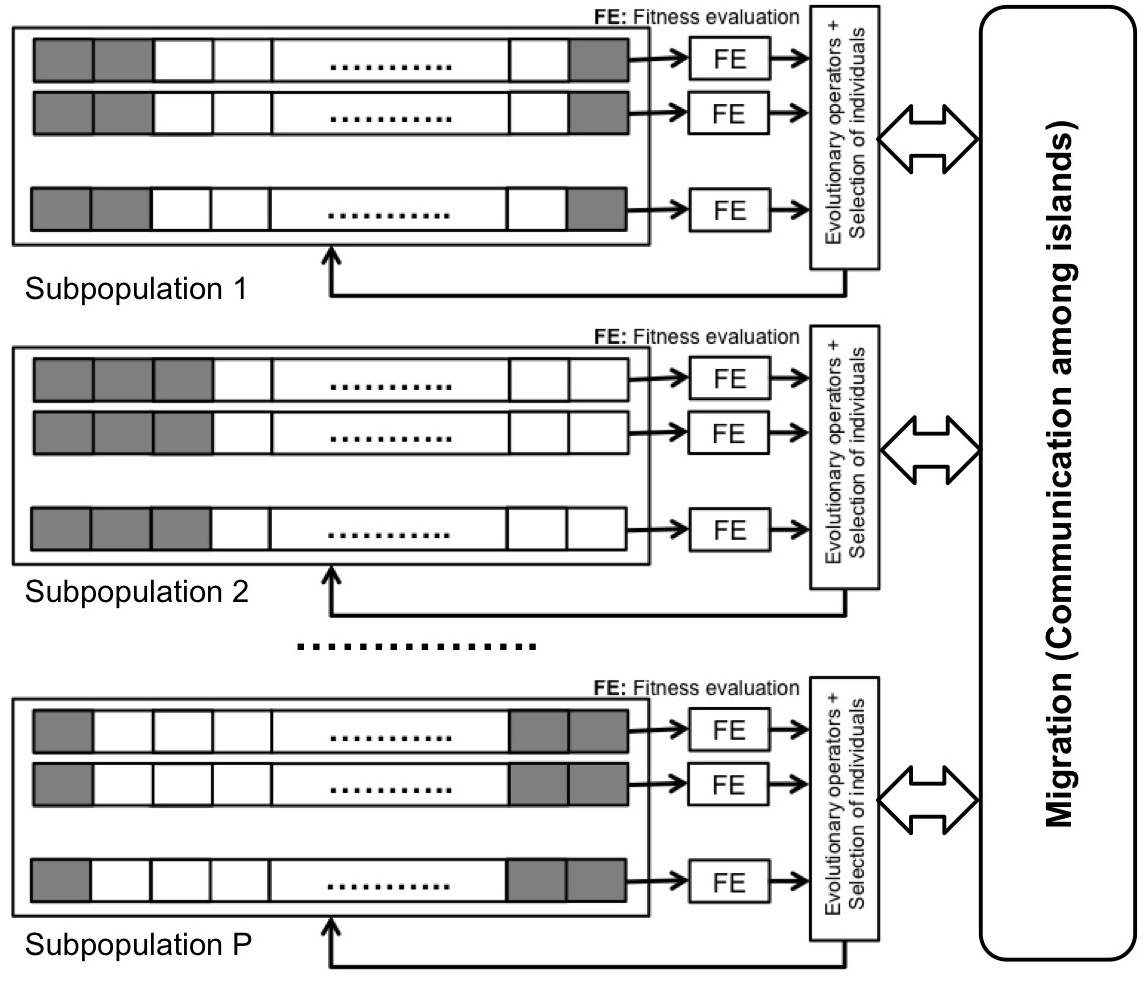 FE: Fitness evaluation
...........
FE
...........
FE
...........
FE
Evolutionary operators +
Selection of individuals
Subpopulation 1
FE: Fitness evaluation
...........
FE
...........
FE
...........
FE
Evolutionary operators +
Selection of individuals
Subpopulation 2
................
FE: Fitness evaluation
...........
FE
...........
FE
...........
FE
Evolutionary operators +
Selection of individuals
Subpopulation P
Migration (Communication among islands)